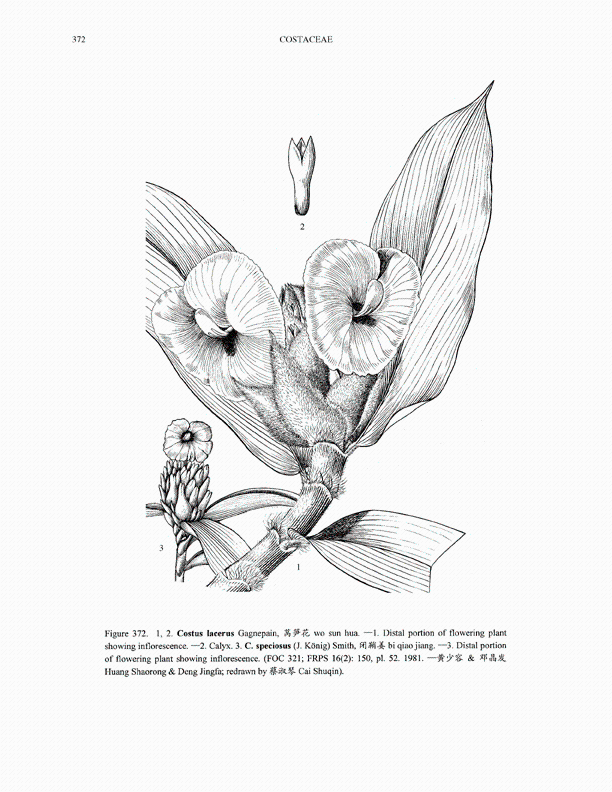 372
COSTACEAE
2
3
1
Figure 372. 1, 2. Costus lacerus Gagnepain, 莴笋花 wo sun hua. —1. Distal portion of flowering plant
showing inflorescence. —2. Calyx. 3. C. speciosus (J. König) Smith, 闭鞘姜 bi qiao jiang. —3. Distal portion
of flowering plant showing inflorescence. (FOC 321; FRPS 16(2): 150, pl. 52. 1981. —黄少容 & 邓晶发
Huang Shaorong & Deng Jingfa; redrawn by 蔡淑琴 Cai Shuqin).